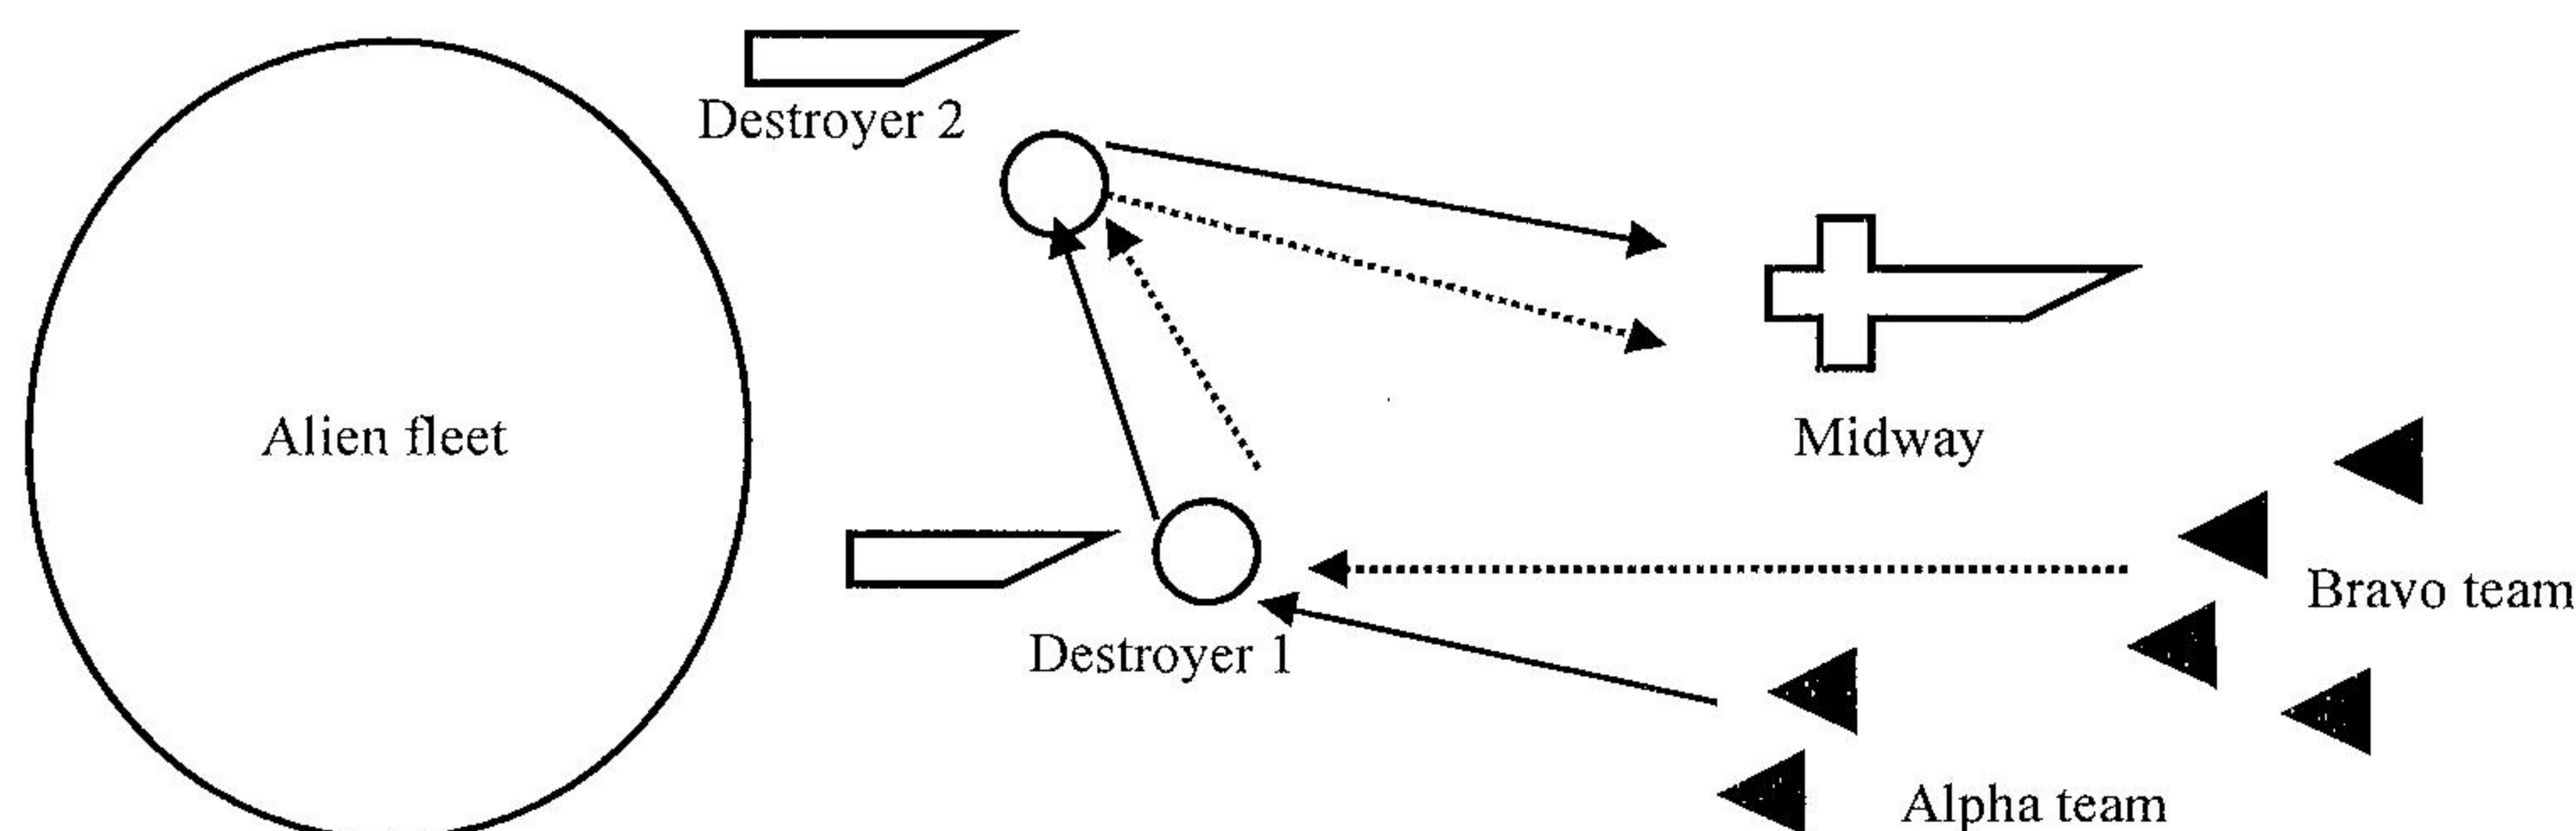 Destroyer 2
Alien fleet
Midway
Bravo team
Destroyer 1
Alpha team